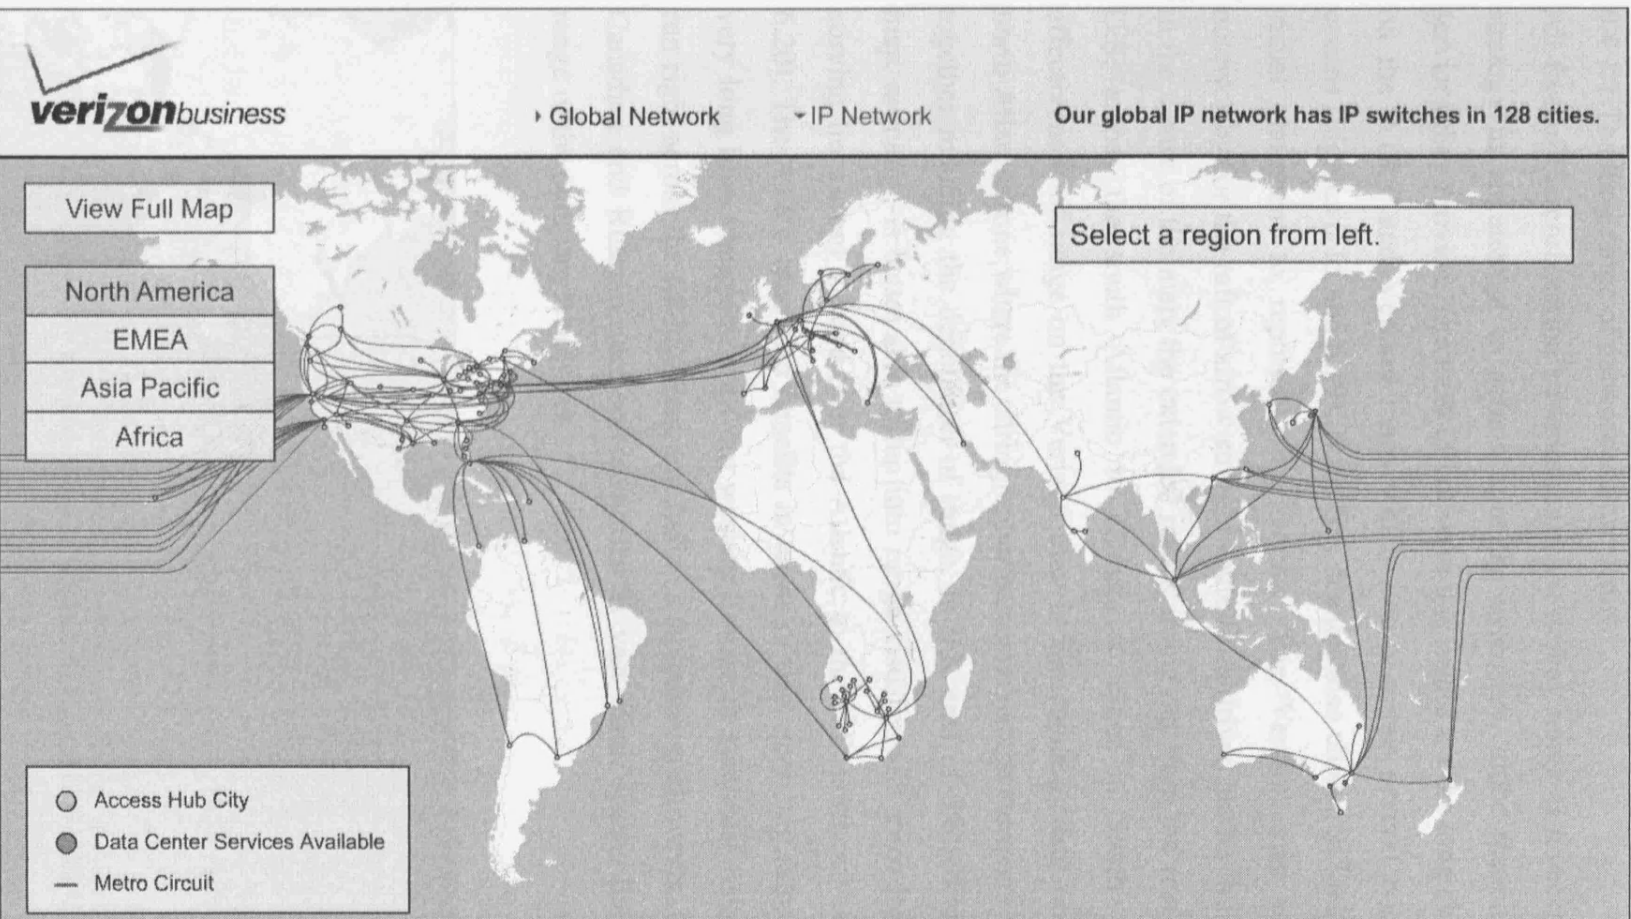 verizonbusiness
Global Network
IP Network
Our global IP network has IP switches in 128 cities.
View Full Map
Select a region from left.
North America
EMEA
Asia Pacific
Africa
Access Hub City
Data Center Services Available
Metro Circuit